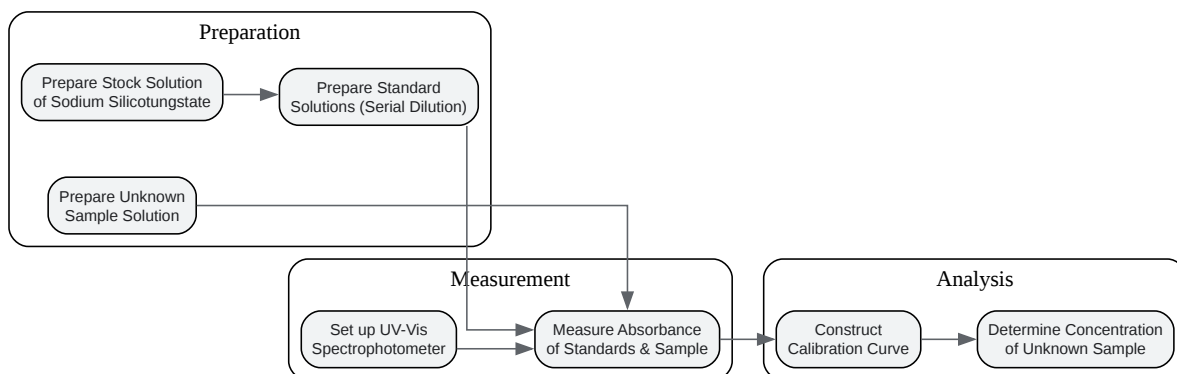 Preparation
Prepare Stock Solution
of Sodium Silicotungstate
Prepare Standard
Solutions (Serial Dilution)
Prepare Unknown
Sample Solution
Measurement
Set up UV-Vis
Spectrophotometer
Measure Absorbance
of Standards & Sample
Analysis
Construct
Calibration Curve
Determine Concentration
of Unknown Sample